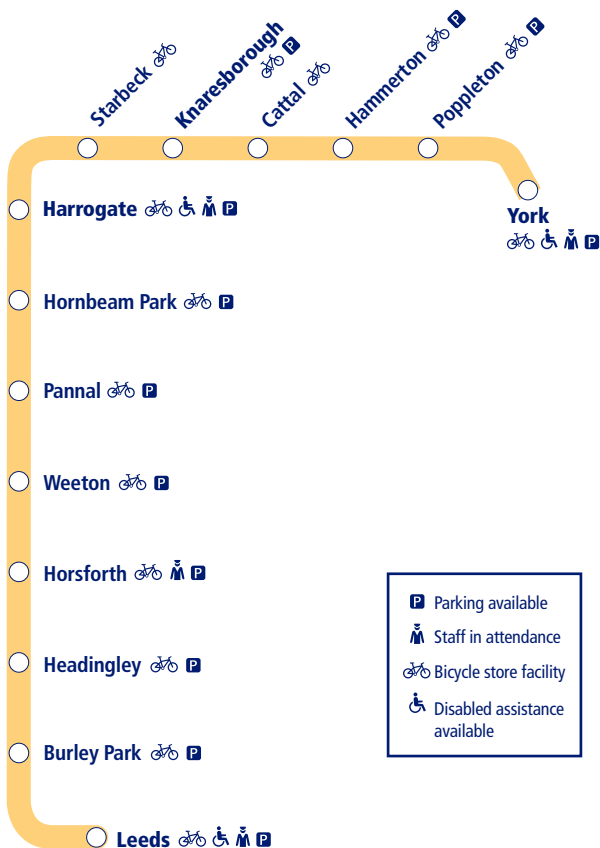 Starbeck
Knaresborough
P
Cattal
Hammerton P
Poppleton P
Harrogate P
York
P
Hornbeam Park P
Pannal P
Weeton P
Horsforth P
Headingley P
Burley Park P
Leeds P
P Parking available
Staff in attendance
Bicycle store facility
Disabled assistance
available